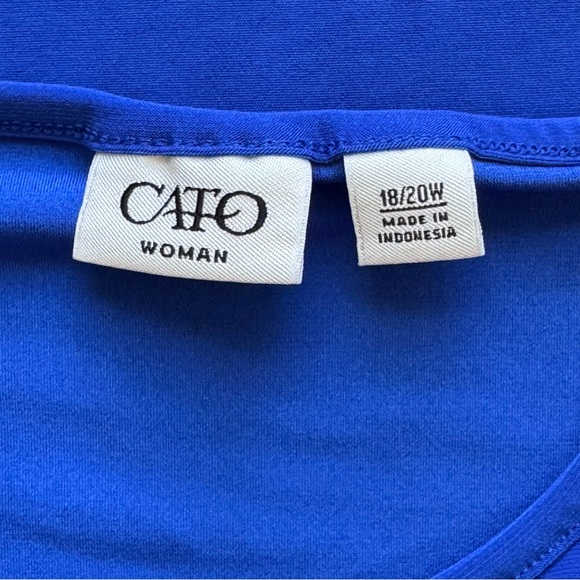 CATO
WOMAN
18/20W
MADE IN
INDONESIA